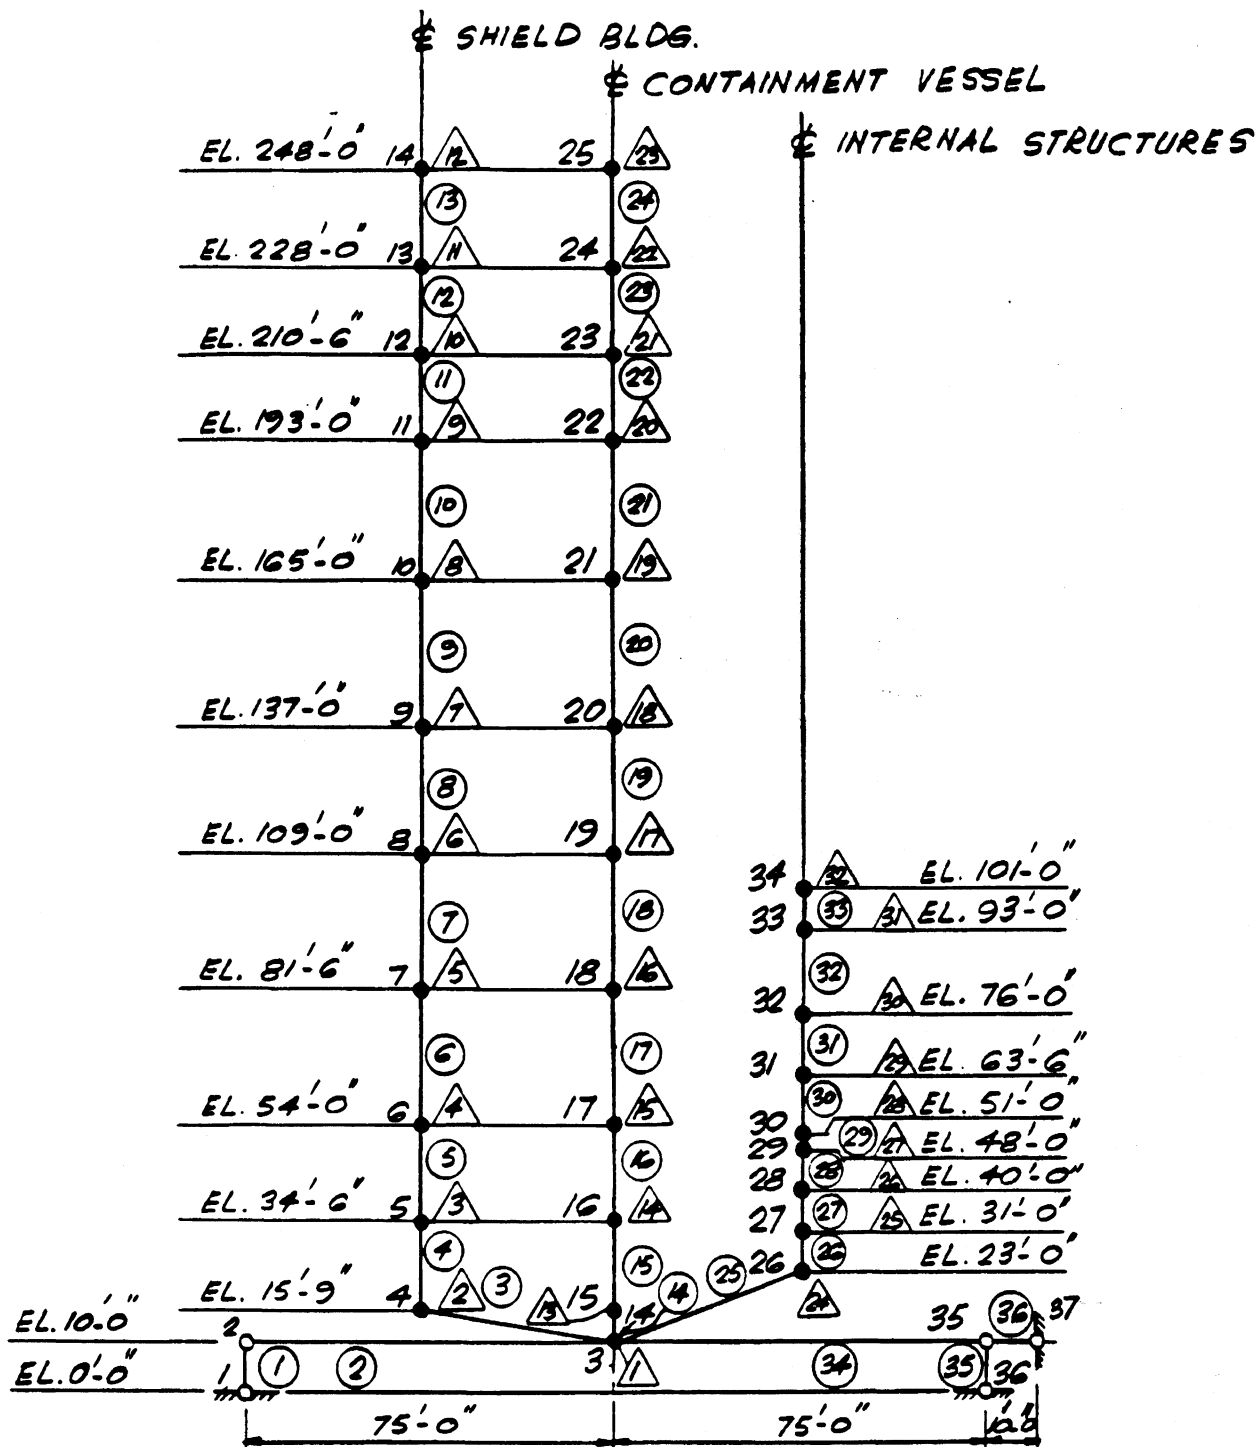 ℄ SHIELD BLDG.
℄ CONTAINMENT VESSEL
℄ INTERNAL STRUCTURES
EL. 248'-0" 14 12 25 23
13 24
EL. 228'-0" 13 11 24 22
12 23
EL. 210'-6" 12 10 23 21
11 22
EL. 193'-0" 11 9 22 20
10 21
EL. 165'-0" 10 8 21 19
9 20
EL. 137'-0" 9 7 20 18
8 19
EL. 109'-0" 8 6 19 17
34 32 EL. 101'-0"
7 18 33 33 31 EL. 93'-0"
32
EL. 81'-6" 7 5 18 16
32 30 EL. 76'-0"
6 17 31
31 29 EL. 63'-6"
EL. 54'-0" 6 4 17 15
30 28 EL. 51'-0"
30
29 29 27 EL. 48'-0"
5 16
28 28 26 EL. 40'-0"
EL. 34'-6" 5 3 16 14
27 27 25 EL. 31'-0"
4 15 25 26 26 EL. 23'-0"
EL. 15'-9" 4 2 3 13 15 14 14 24
EL. 10'-0" 2 35 36 37
EL. 0'-0" 1 1 2 3 1 34 35 36
75'-0" 75'-0" 10'-0"